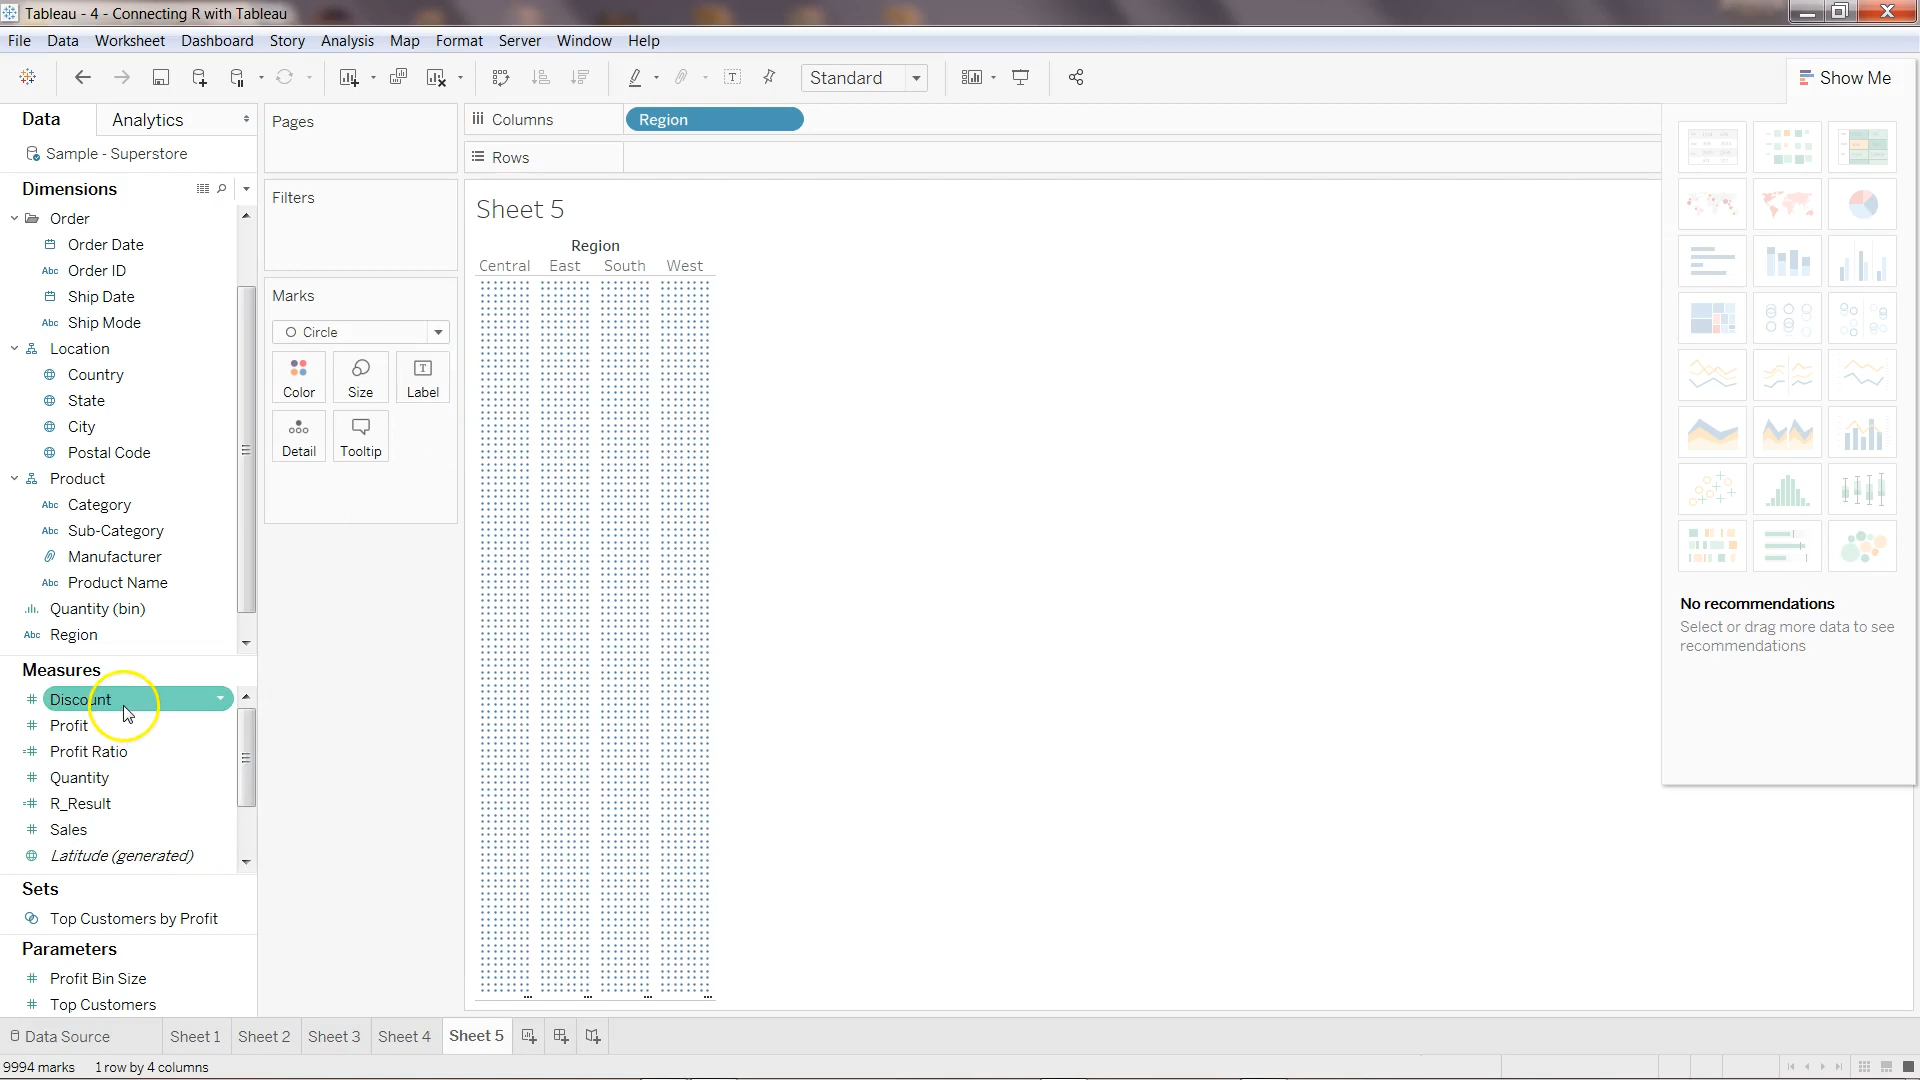 Tableau - 4 - Connecting R with Tableau
File Data Worksheet Dashboard Story Analysis Map Format Server Window Help
Standard
Show Me
Data Analytics
Sample - Superstore
Dimensions
Order
Order Date
Abc Order ID
Ship Date
Abc Ship Mode
Location
Country
State
City
Postal Code
Product
Abc Category
Abc Sub-Category
Manufacturer
Abc Product Name
Quantity (bin)
Abc Region
Measures
# Discount
# Profit
=# Profit Ratio
# Quantity
=# R_Result
# Sales
Latitude (generated)
Sets
Top Customers by Profit
Parameters
# Profit Bin Size
# Top Customers
Pages
Filters
Marks
Circle
Color Size Label
Detail Tooltip
Columns Region
Rows
Sheet 5
Region
Central East South West
No recommendations
Select or drag more data to see
recommendations
Data Source Sheet 1 Sheet 2 Sheet 3 Sheet 4 Sheet 5
9994 marks 1 row by 4 columns